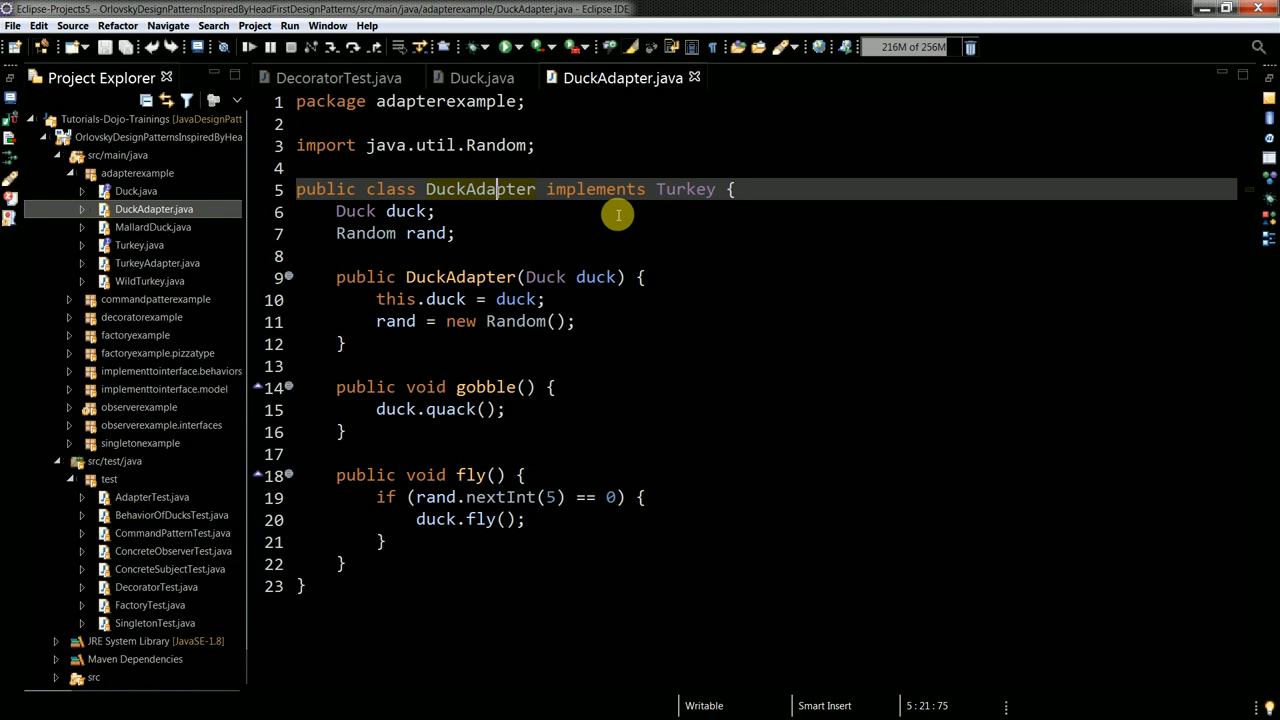 Eclipse-Projects5 - OrlovskyDesignPatternsInspiredByHeadFirstDesignPatterns/src/main/java/adapterexample/DuckAdapter.java - Eclipse IDE
File Edit Source Refactor Navigate Search Project Run Window Help
216M of 256M
Project Explorer
DecoratorTest.java Duck.java DuckAdapter.java
Tutorials-Dojo-Trainings [JavaDesignPatt
OrlovskyDesignPatternsInspiredByHea
src/main/java
adapterexample
Duck.java
DuckAdapter.java
MallardDuck.java
Turkey.java
TurkeyAdapter.java
WildTurkey.java
commandpatterexample
decoratorexample
factoryexample
factoryexample.pizzatype
implementtointerface.behaviors
implementtointerface.model
observerexample
observerexample.interfaces
singletonexample
src/test/java
test
AdapterTest.java
BehaviorOfDucksTest.java
CommandPatternTest.java
ConcreteObserverTest.java
ConcreteSubjectTest.java
DecoratorTest.java
FactoryTest.java
SingletonTest.java
JRE System Library [JavaSE-1.8]
Maven Dependencies
src
1 package adapterexample;
2
3 import java.util.Random;
4
5 public class DuckAdapter implements Turkey {
6 Duck duck;
7 Random rand;
8
9 public DuckAdapter(Duck duck) {
10 this.duck = duck;
11 rand = new Random();
12 }
13
14 public void gobble() {
15 duck.quack();
16 }
17
18 public void fly() {
19 if (rand.nextInt(5) == 0) {
20 duck.fly();
21 }
22 }
23 }
Writable Smart Insert 5 : 21 : 75